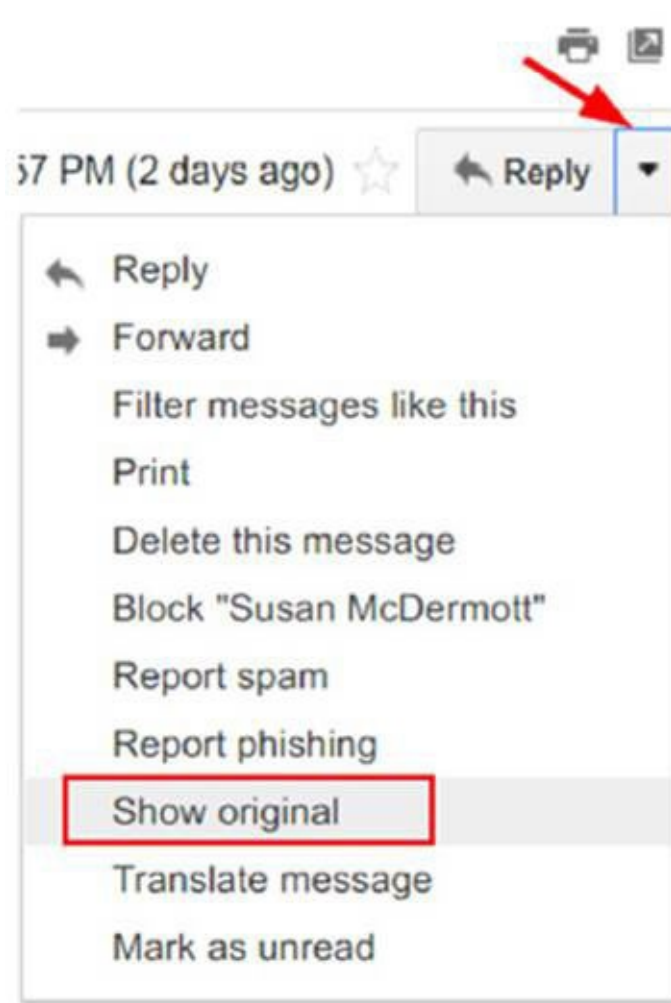 57 PM (2 days ago) Reply
Reply
Forward
Filter messages like this
Print
Delete this message
Block "Susan McDermott"
Report spam
Report phishing
Show original
Translate message
Mark as unread